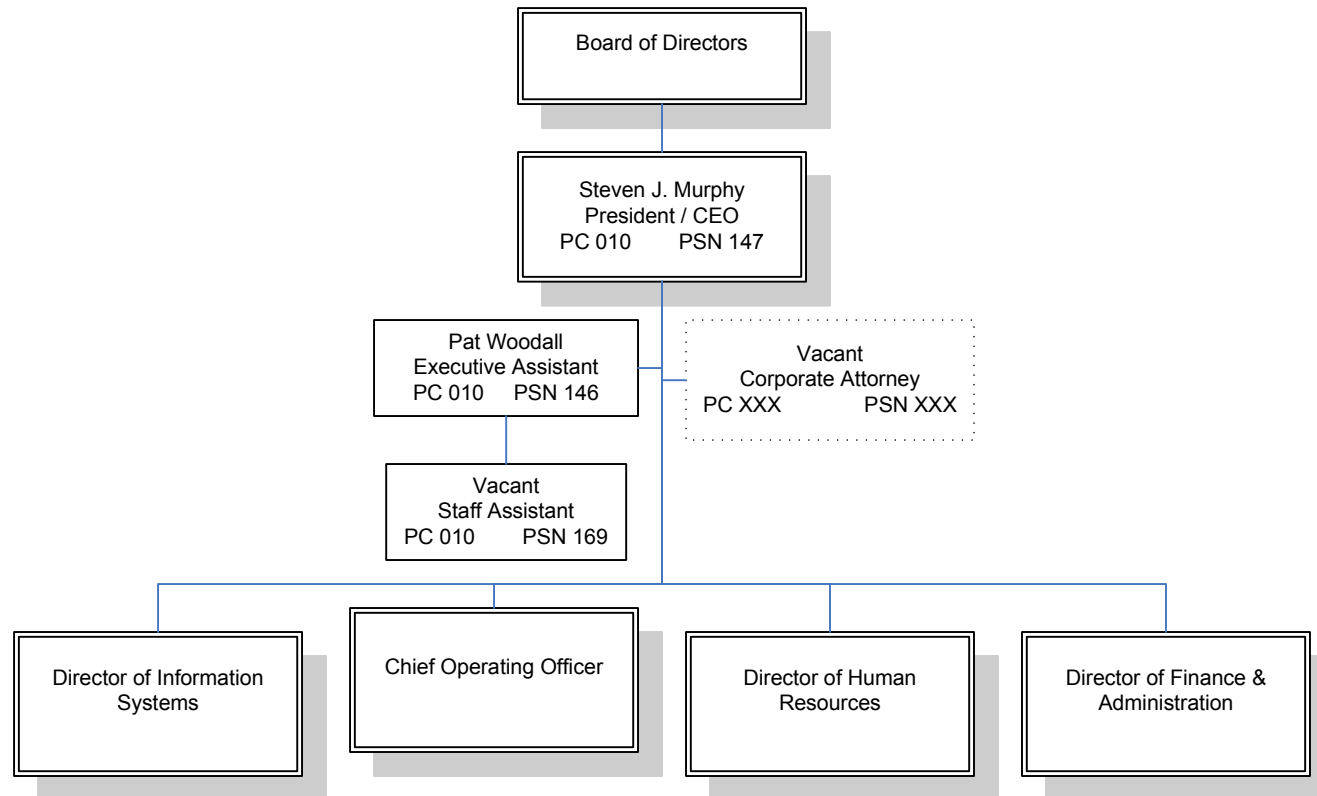 Board of Directors
Steven J. Murphy
President / CEO
PC 010 PSN 147
Pat Woodall
Executive Assistant
PC 010 PSN 146
Vacant
Corporate Attorney
PC XXX PSN XXX
Vacant
Staff Assistant
PC 010 PSN 169
Director of Information
Systems
Chief Operating Officer
Director of Human
Resources
Director of Finance &
Administration